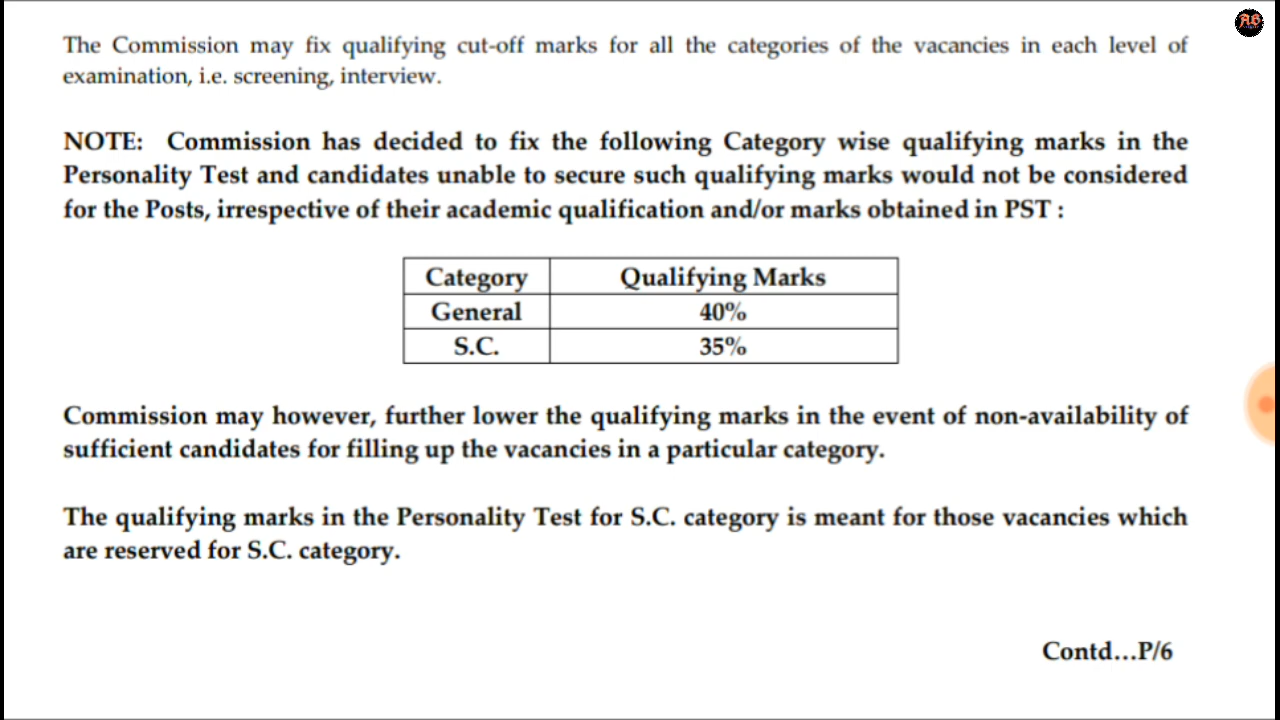 The Commission may fix qualifying cut-off marks for all the categories of the vacancies in each level of
examination, i.e. screening, interview.
NOTE: Commission has decided to fix the following Category wise qualifying marks in the
Personality Test and candidates unable to secure such qualifying marks would not be considered
for the Posts, irrespective of their academic qualification and/or marks obtained in PST :
Category Qualifying Marks
General 40%
S.C. 35%
Commission may however, further lower the qualifying marks in the event of non-availability of
sufficient candidates for filling up the vacancies in a particular category.
The qualifying marks in the Personality Test for S.C. category is meant for those vacancies which
are reserved for S.C. category.
Contd...P/6